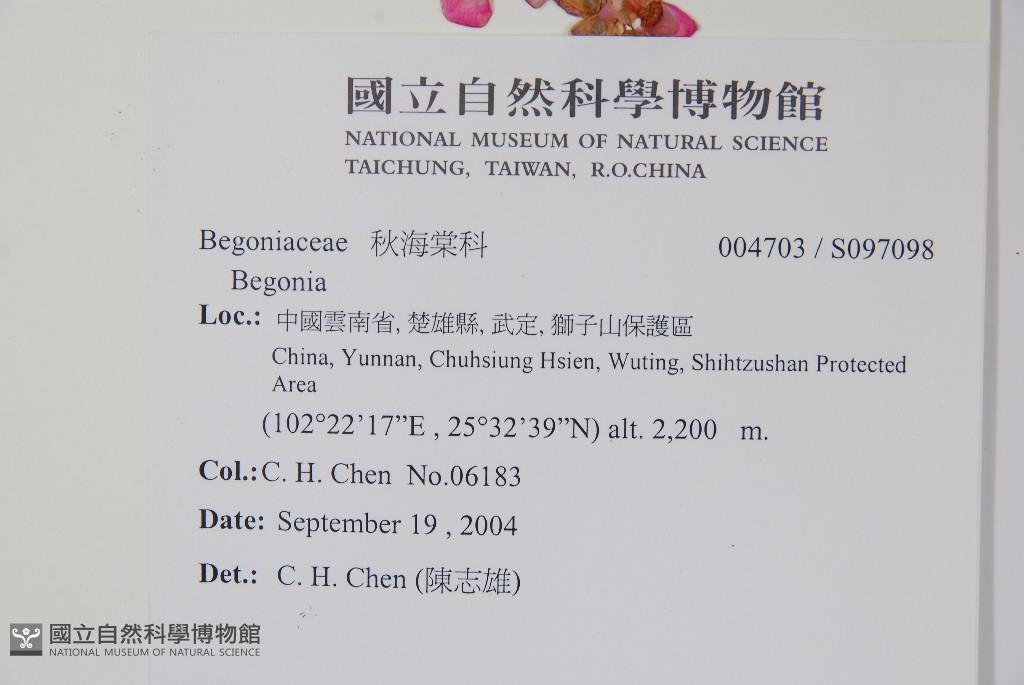 國立自然科學博物館
NATIONAL MUSEUM OF NATURAL SCIENCE
TAICHUNG, TAIWAN, R.O.CHINA
Begoniaceae 秋海棠科 004703 / S097098
Begonia
Loc.: 中國雲南省, 楚雄縣, 武定, 獅子山保護區
China, Yunnan, Chuhsiung Hsien, Wuting, Shihtzushan Protected
Area
(102°22’17”E , 25°32’39”N) alt. 2,200 m.
Col.: C. H. Chen No.06183
Date: September 19 , 2004
Det.: C. H. Chen (陳志雄)
國立自然科學博物館
NATIONAL MUSEUM OF NATURAL SCIENCE